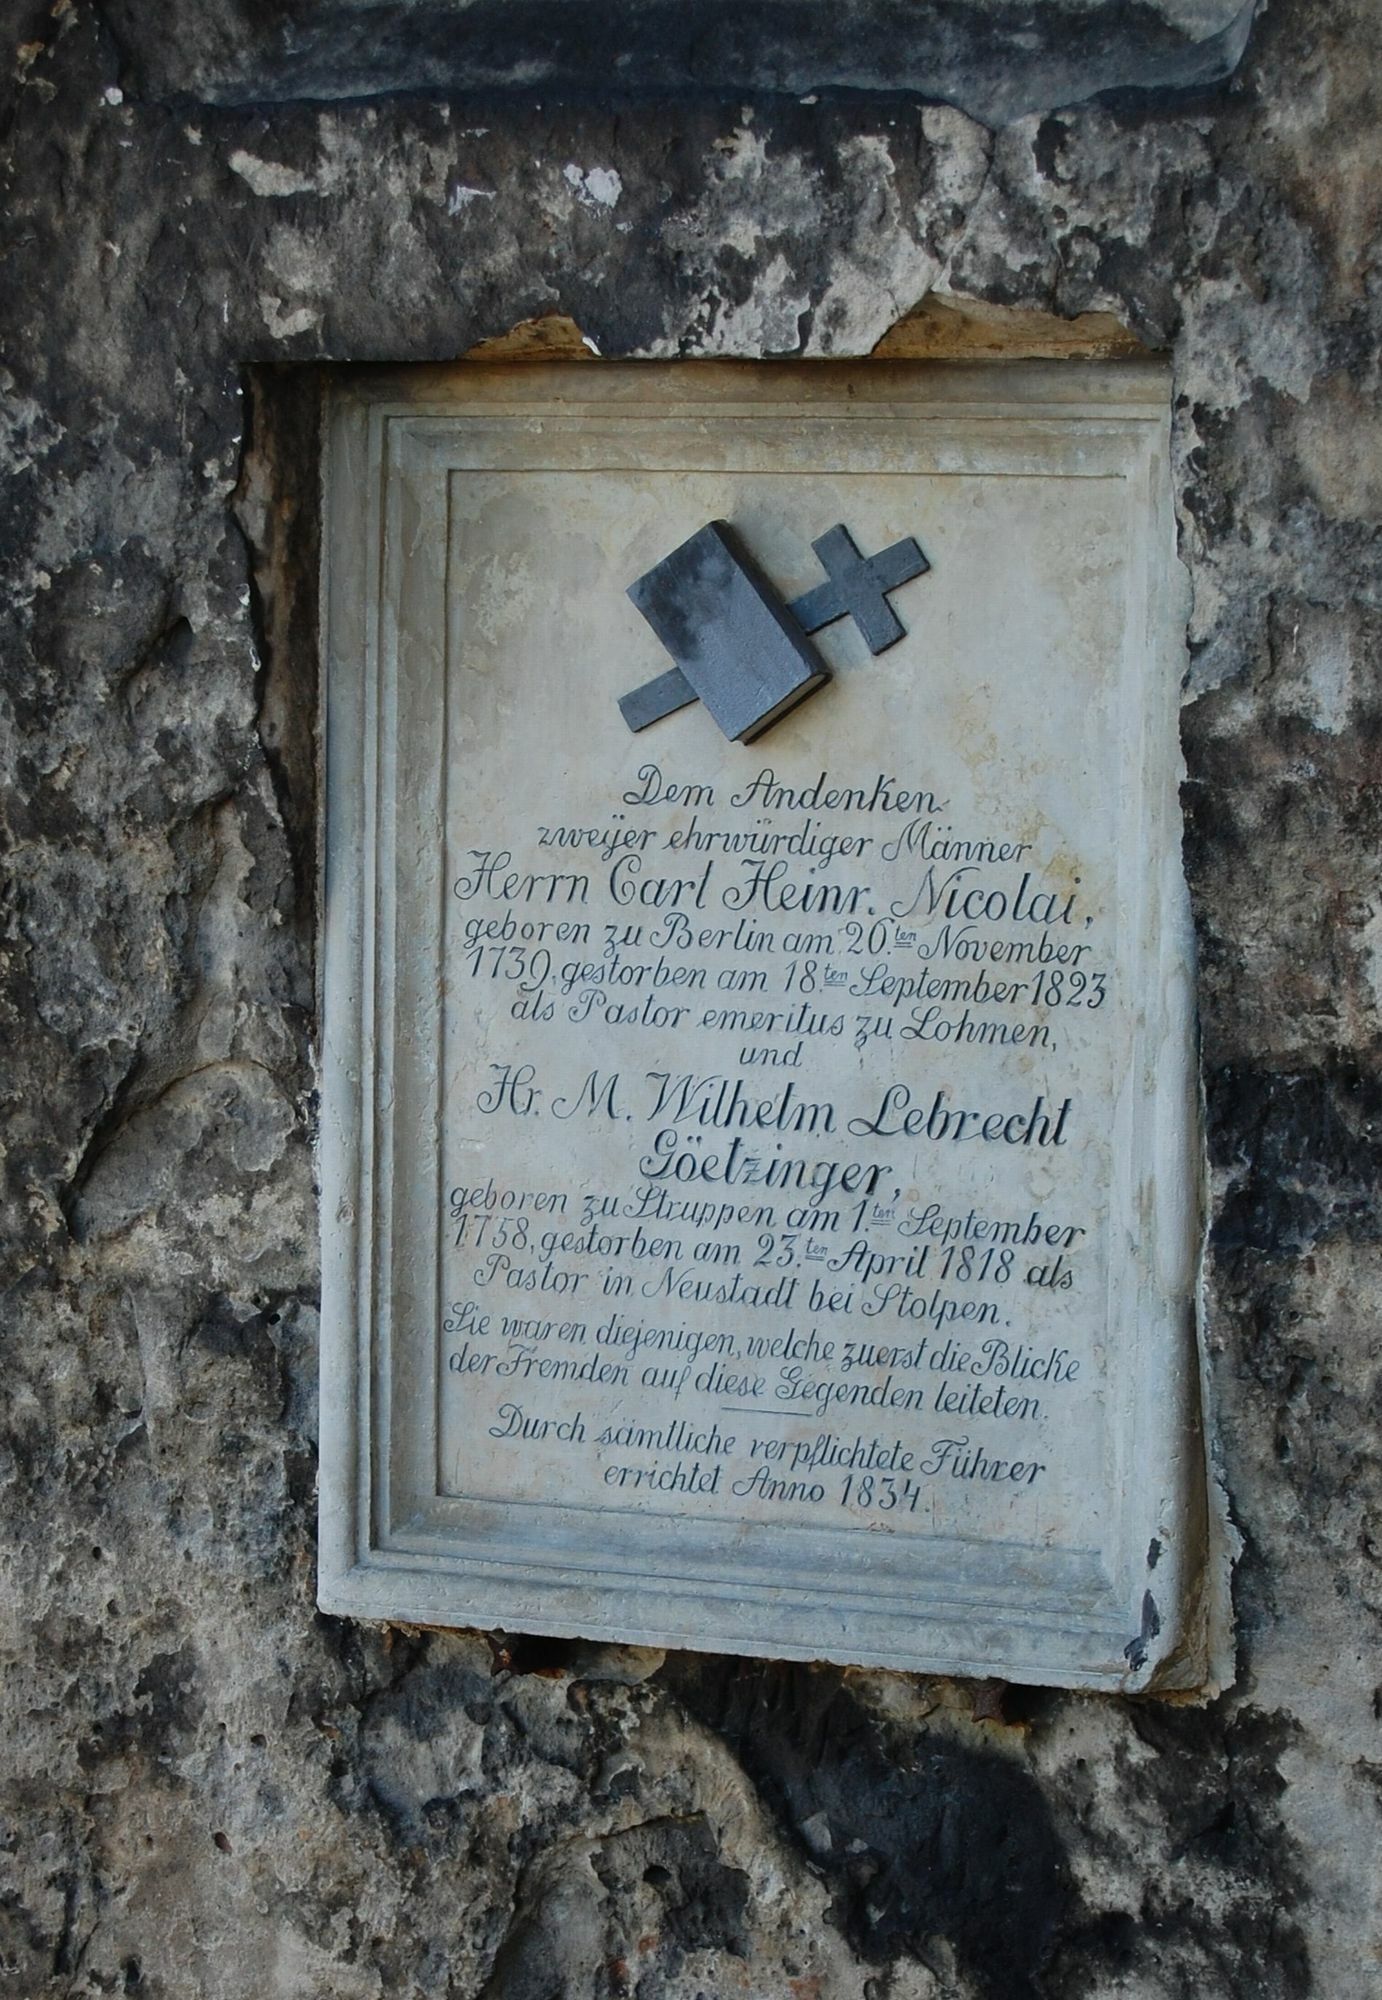 Dem Andenken
zweÿer ehrwürdiger Männer
Herrn Carl Heinr. Nicolai,
geboren zu Berlin am 20.ten November
1739, gestorben am 18.ten September 1823
als Pastor emeritus zu Lohmen,
und
Hr. M. Wilhelm Lebrecht
Göetzinger,
geboren zu Struppen am 1.ten September
1758, gestorben am 23.ten April 1818 als
Pastor in Neustadt bei Stolpen.
Sie waren diejenigen, welche zuerst die Blicke
der Fremden auf diese Gegenden leiteten.
Durch sämtliche verpflichtete Führer
errichtet Anno 1834.